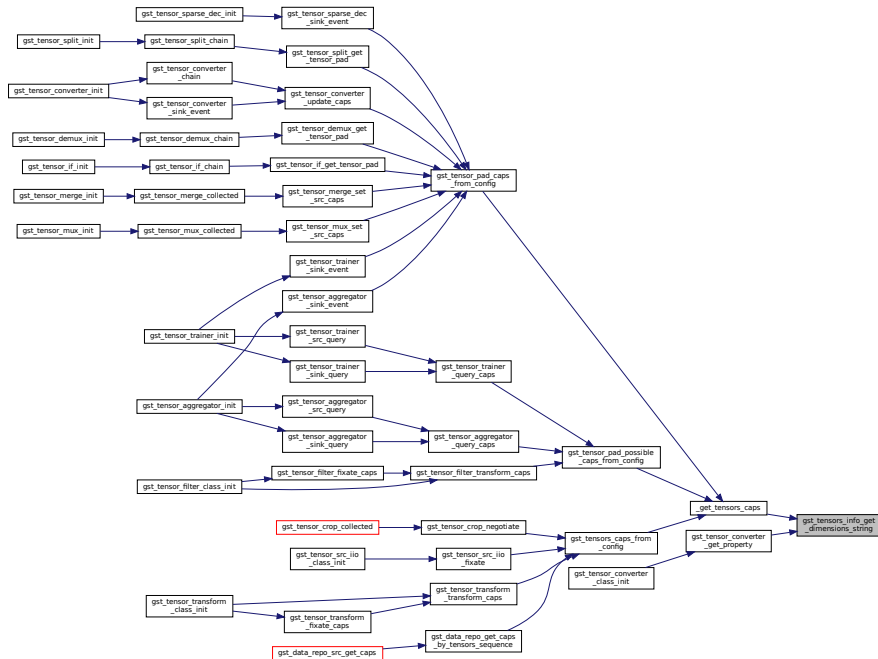 gst_tensor_sparse_dec_init
gst_tensor_sparse_dec
_sink_event
gst_tensor_split_init
gst_tensor_split_chain
gst_tensor_split_get
_tensor_pad
gst_tensor_converter
_chain
gst_tensor_converter_init
gst_tensor_converter
_sink_event
gst_tensor_converter
_update_caps
gst_tensor_demux_init
gst_tensor_demux_chain
gst_tensor_demux_get
_tensor_pad
gst_tensor_if_init
gst_tensor_if_chain
gst_tensor_if_get_tensor_pad
gst_tensor_pad_caps
_from_config
gst_tensor_merge_init
gst_tensor_merge_collected
gst_tensor_merge_set
_src_caps
gst_tensor_mux_init
gst_tensor_mux_collected
gst_tensor_mux_set
_src_caps
gst_tensor_trainer
_sink_event
gst_tensor_aggregator
_sink_event
gst_tensor_trainer_init
gst_tensor_trainer
_src_query
gst_tensor_trainer
_sink_query
gst_tensor_trainer
_query_caps
gst_tensor_aggregator_init
gst_tensor_aggregator
_src_query
gst_tensor_aggregator
_sink_query
gst_tensor_aggregator
_query_caps
gst_tensor_pad_possible
_caps_from_config
gst_tensor_filter_class_init
gst_tensor_filter_fixate_caps
gst_tensor_filter_transform_caps
_get_tensors_caps
gst_tensors_info_get
_dimensions_string
gst_tensor_crop_collected
gst_tensor_crop_negotiate
gst_tensors_caps_from
_config
gst_tensor_converter
_get_property
gst_tensor_src_iio
_class_init
gst_tensor_src_iio
_fixate
gst_tensor_converter
_class_init
gst_tensor_transform
_class_init
gst_tensor_transform
_transform_caps
gst_tensor_transform
_fixate_caps
gst_data_repo_get_caps
_by_tensors_sequence
gst_data_repo_src_get_caps